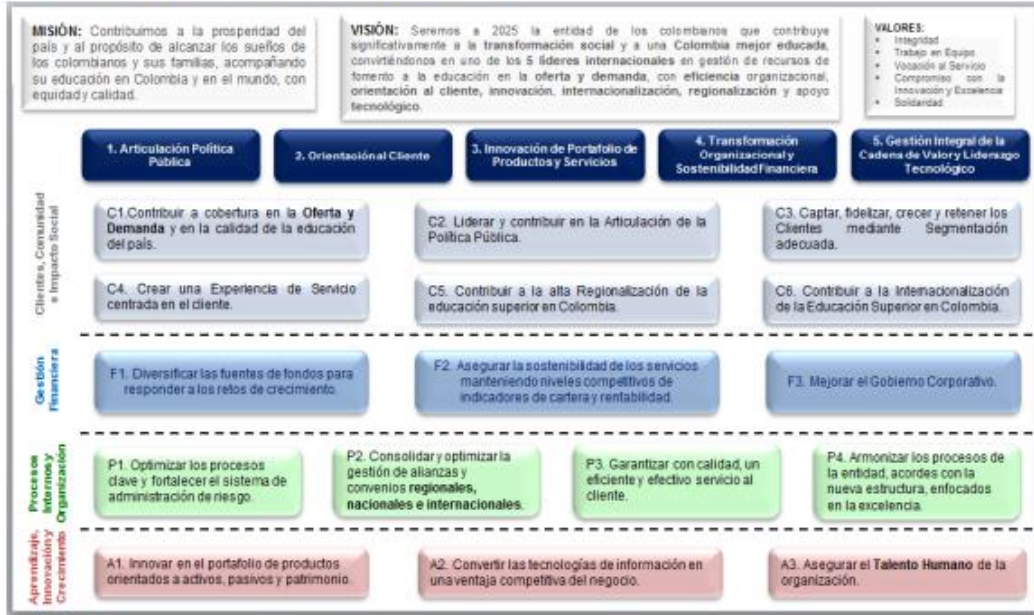 MISIÓN: Contribuimos a la prosperidad del
país y al propósito de alcanzar los sueños de
los colombianos y sus familias, acompañando
su educación en Colombia y en el mundo, con
equidad y calidad.
VISIÓN: Seremos a 2025 la entidad de los colombianos que contribuye
significativamente a la transformación social y a una Colombia mejor educada,
convirtiéndonos en uno de los 5 líderes internacionales en gestión de recursos de
fomento a la educación en la oferta y demanda, con eficiencia organizacional,
orientación al cliente, innovación, internacionalización, regionalización y apoyo
tecnológico.
VALORES:
Integridad
Trabajo en Equipo
Vocación al Servicio
Compromiso con la
Innovación y Excelencia
Solidaridad
1. Articulación Política
Pública
2. Orientación al Cliente
3. Innovación de Portafolio de
Productos y Servicios
4. Transformación
Organizacional y
Sostenibilidad Financiera
5. Gestión Integral de la
Cadena de Valor y Liderazgo
Tecnológico
Clientes, Comunidad
e Impacto Social
C1.Contribuir a cobertura en la Oferta y
Demanda y en la calidad de la educación
del país.
C2. Liderar y contribuir en la Articulación de la
Política Pública.
C3. Captar, fidelizar, crecer y retener los
Clientes mediante Segmentación
adecuada.
C4. Crear una Experiencia de Servicio
centrada en el cliente.
C5. Contribuir a la alta Regionalización de la
educación superior en Colombia.
C6. Contribuir a la Internacionalización
de la Educación Superior en Colombia.
Gestión
Financiera
F1. Diversificar las fuentes de fondos para
responder a los retos de crecimiento.
F2. Asegurar la sostenibilidad de los servicios
manteniendo niveles competitivos de
indicadores de cartera y rentabilidad.
F3. Mejorar el Gobierno Corporativo.
Procesos
Internos y
Organización
P1. Optimizar los procesos
clave y fortalecer el sistema de
administración de riesgo.
P2. Consolidar y optimizar la
gestión de alianzas y
convenios regionales,
nacionales e internacionales.
P3. Garantizar con calidad, un
eficiente y efectivo servicio al
cliente.
P4. Armonizar los procesos de
la entidad, acordes con la
nueva estructura, enfocados
en la excelencia.
Aprendizaje,
Innovación y
Crecimiento
A1. Innovar en el portafolio de productos
orientados a activos, pasivos y patrimonio.
A2. Convertir las tecnologías de información en
una ventaja competitiva del negocio.
A3. Asegurar el Talento Humano de la
organización.